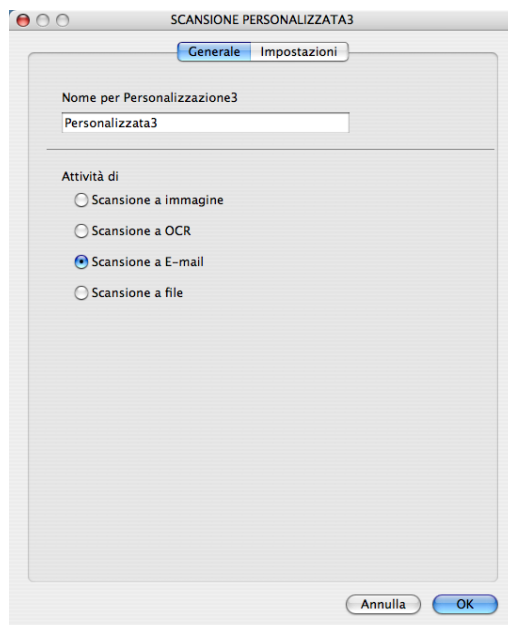 SCANSIONE PERSONALIZZATA3
Generale Impostazioni
Nome per Personalizzazione3
Personalizzata3
Attività di
Scansione a immagine
Scansione a OCR
Scansione a E-mail
Scansione a file
Annulla OK